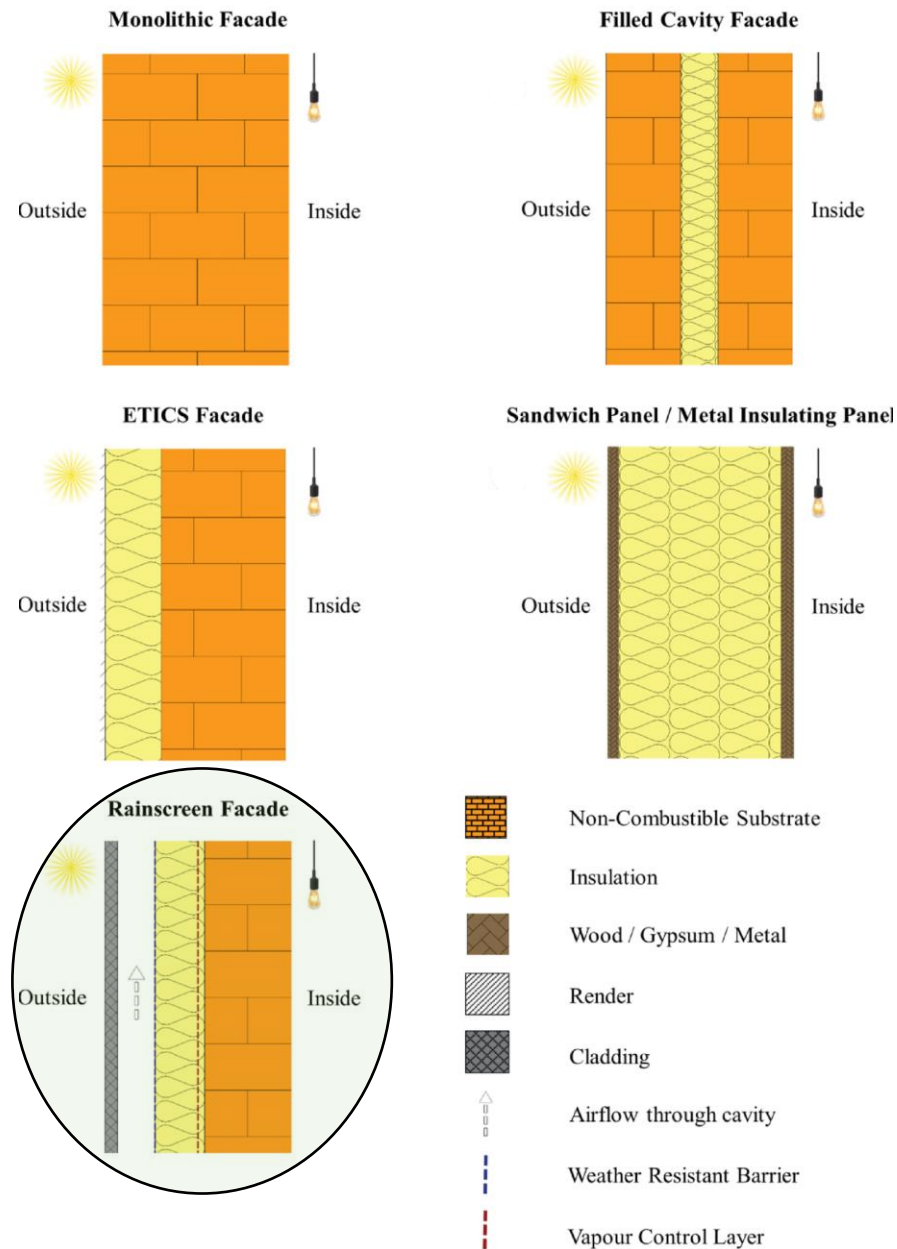 Monolithic Facade
Outside
Inside
Filled Cavity Facade
Outside
Inside
ETICS Facade
Outside
Inside
Sandwich Panel / Metal Insulating Panel
Outside
Inside
Rainscreen Facade
Outside
Inside
Non-Combustible Substrate
Insulation
Wood / Gypsum / Metal
Render
Cladding
Airflow through cavity
Weather Resistant Barrier
Vapour Control Layer